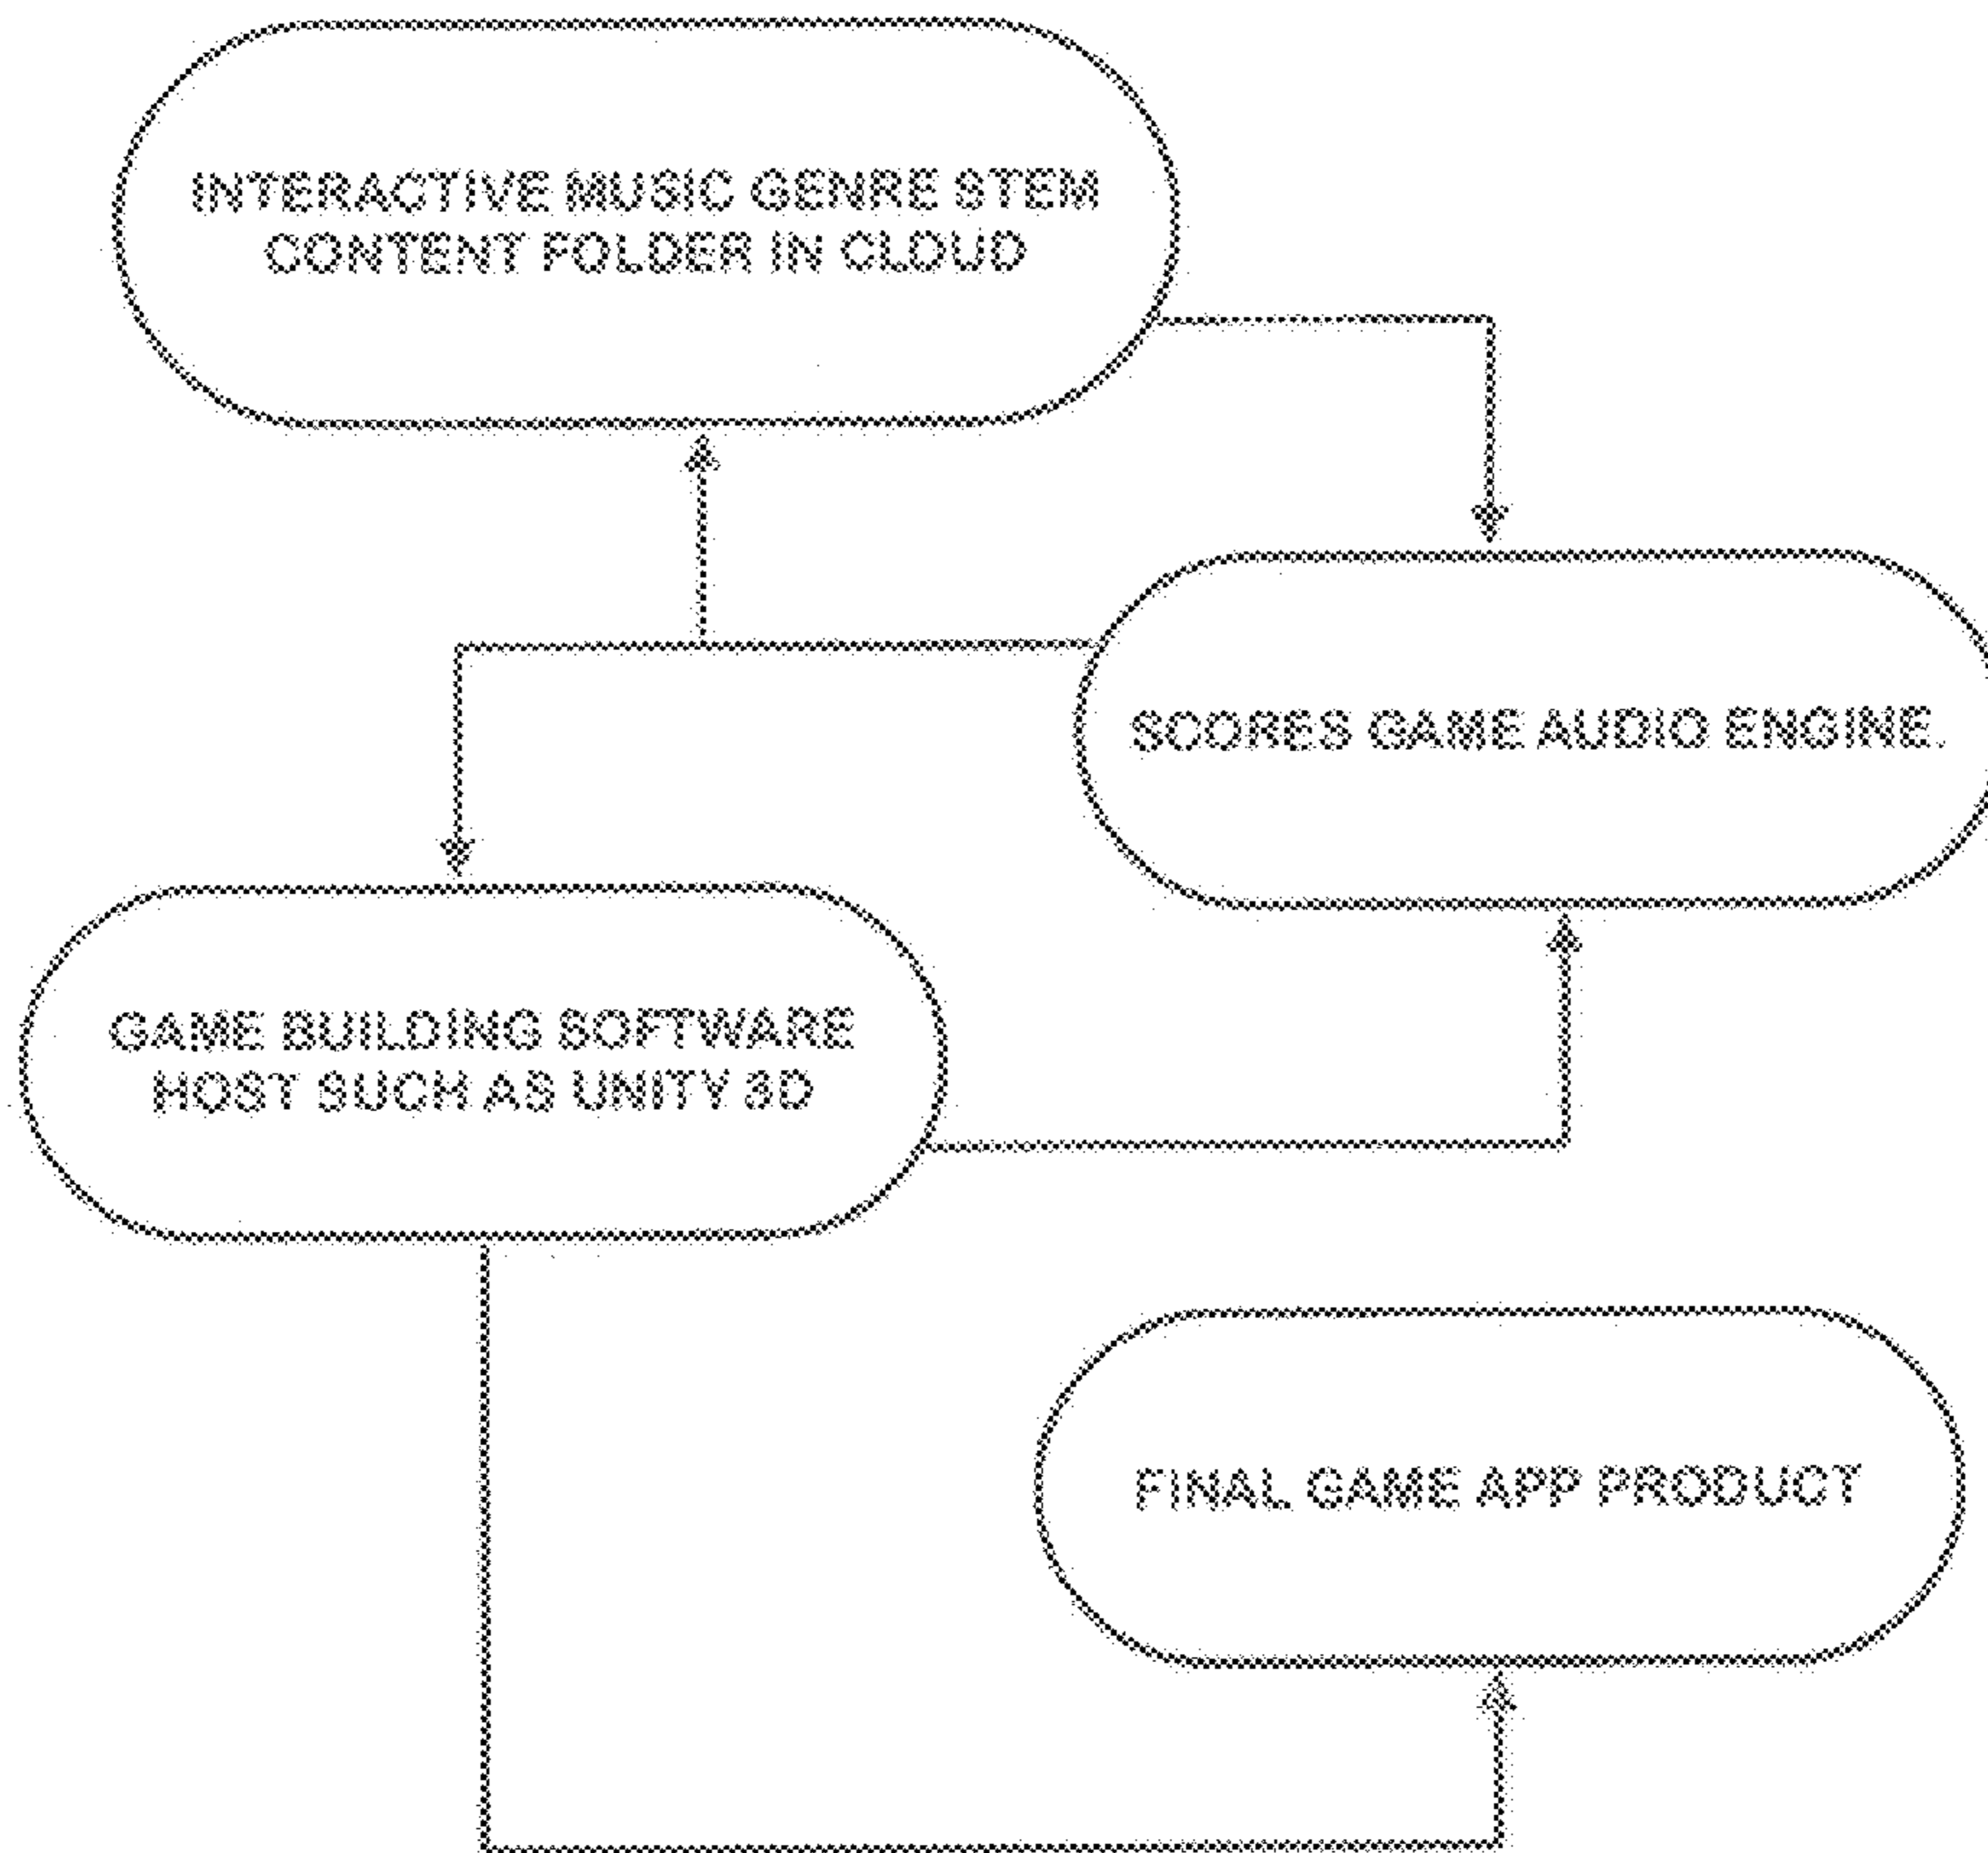 INTERACTIVE MUSIC GENRE STEM
CONTENT FOLDER IN CLOUD
SCORES GAME AUDIO ENGINE.
GAME BUILDING SOFTWARE
HOST SUCH AS UNITY 3D
FINAL GAME APP PRODUCT